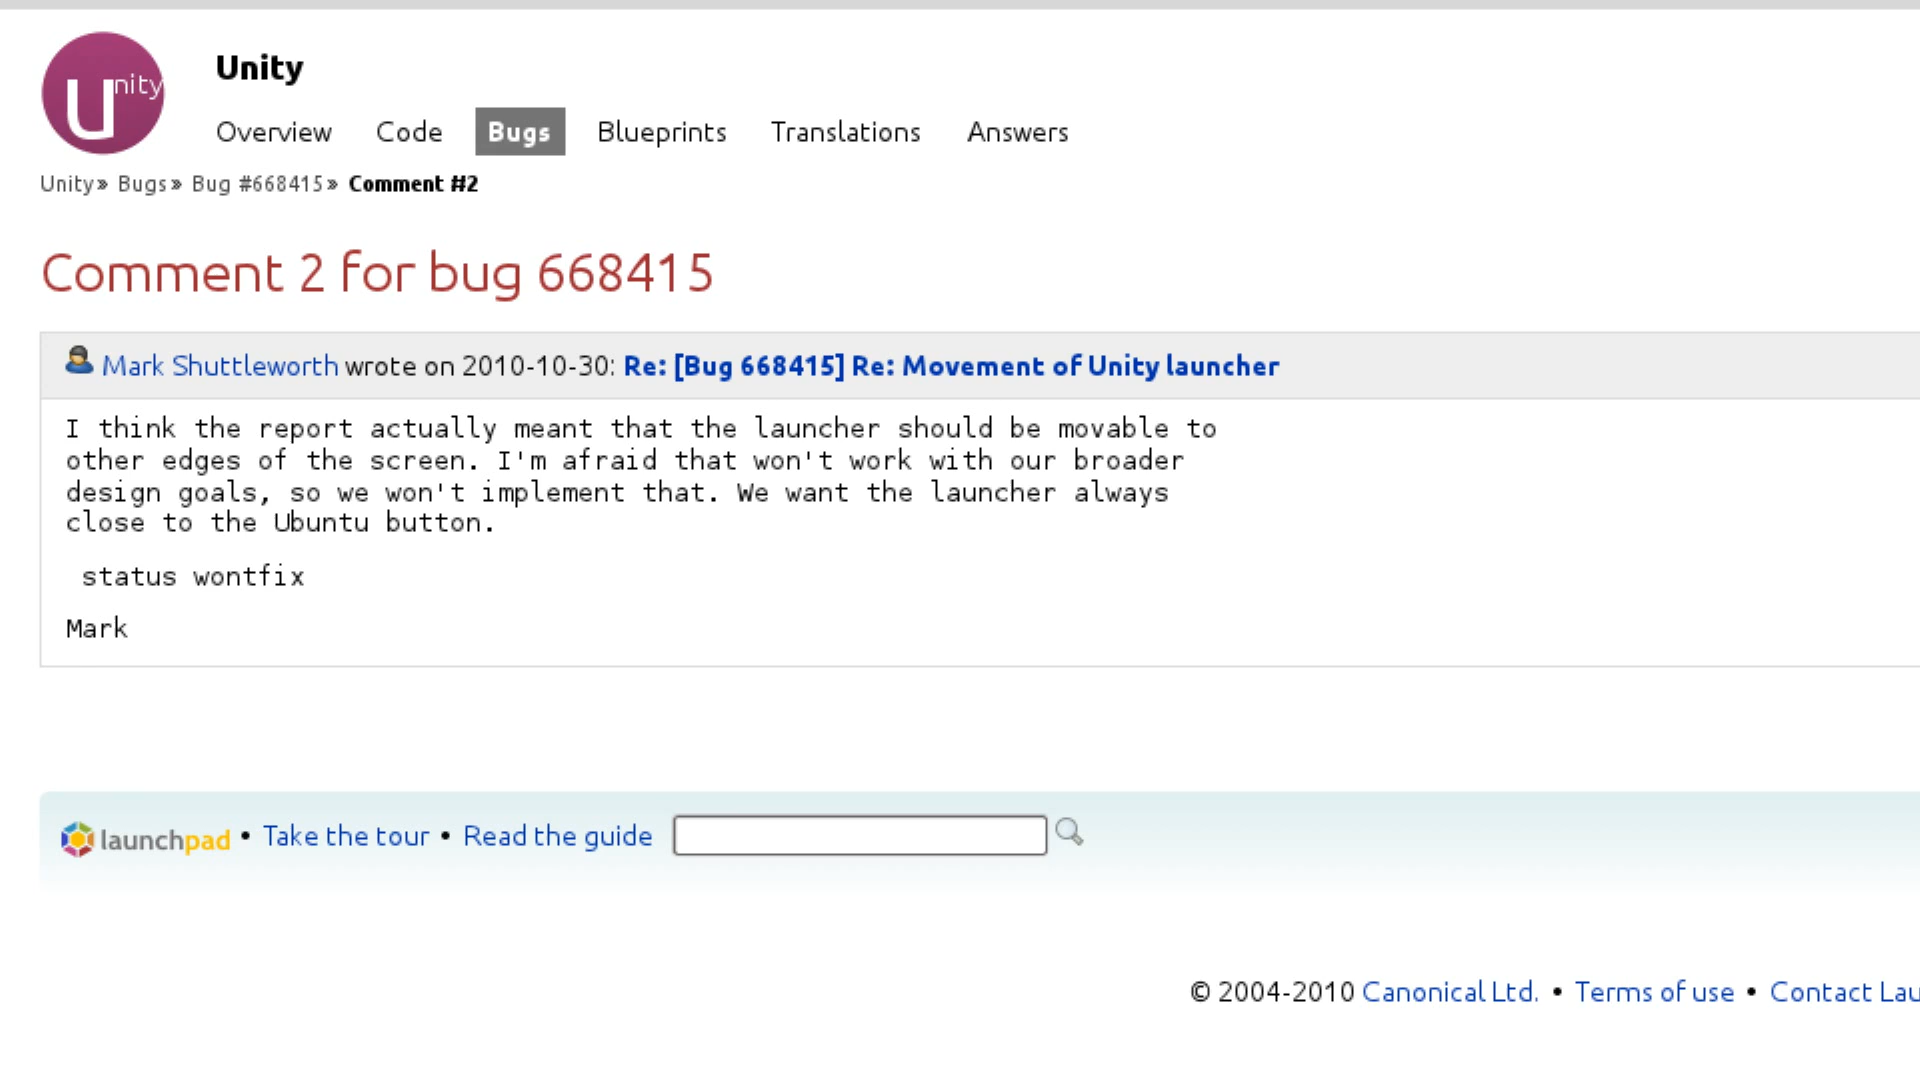 Unity
Unity
Overview Code Bugs Blueprints Translations Answers
Unity» Bugs» Bug #668415» Comment #2
Comment 2 for bug 668415
Mark Shuttleworth wrote on 2010-10-30: Re: [Bug 668415] Re: Movement of Unity launcher
I think the report actually meant that the launcher should be movable to
other edges of the screen. I'm afraid that won't work with our broader
design goals, so we won't implement that. We want the launcher always
close to the Ubuntu button.
status wontfix
Mark
launchpad • Take the tour • Read the guide
© 2004-2010 Canonical Ltd. • Terms of use • Contact Lau